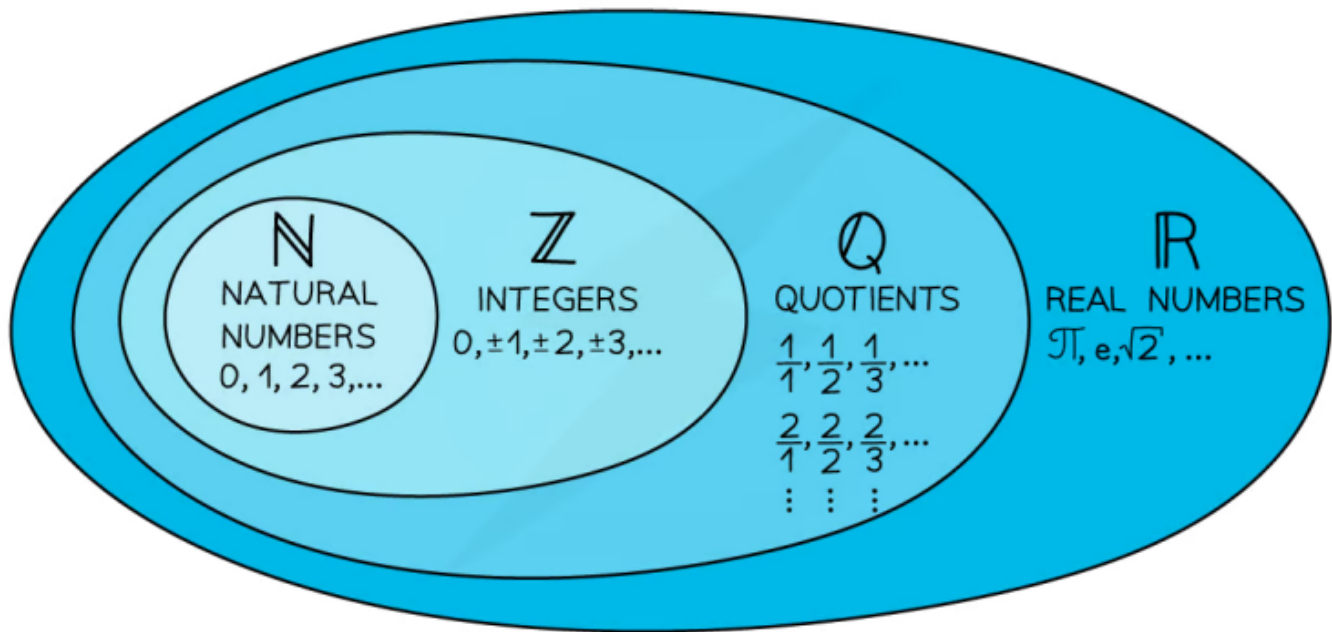 ℕ
NATURAL
NUMBERS
0, 1, 2, 3,...
ℤ
INTEGERS
0,±1,±2,±3,...
ℚ
QUOTIENTS
1/1, 1/2, 1/3, ...
2/1, 2/2, 2/3, ...
⋮ ⋮ ⋮
ℝ
REAL NUMBERS
π, e, √2, ...